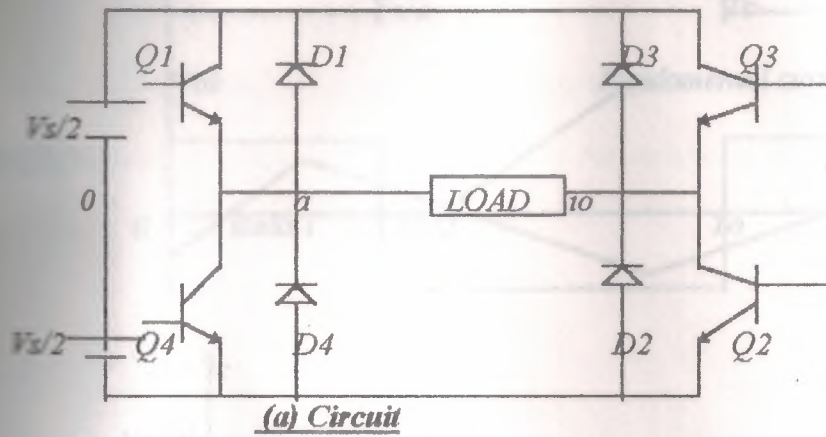 Q1 D1 D3 Q3
Vs/2
0 a LOAD io
Vs/2 Q4 D4 D2 Q2
(a) Circuit